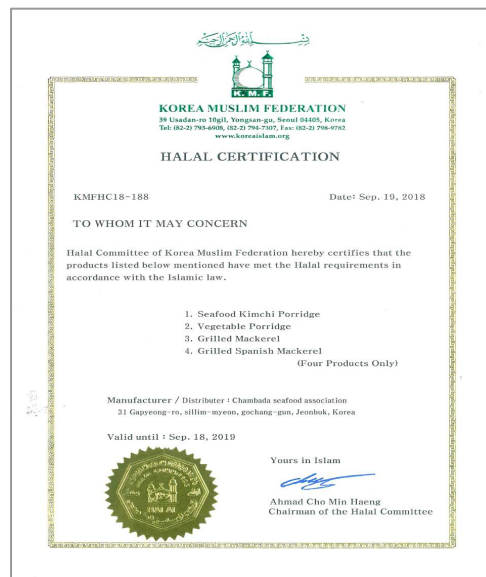 بِسْمِ اللَّهِ الرَّحْمَٰنِ الرَّحِيمِ
K. M. F.
KOREA MUSLIM FEDERATION
39 Usadan-ro 10gil, Yongsan-gu, Seoul 04405, Korea
Tel: (82-2) 793-6908, (82-2) 794-7307, Fax: (82-2) 798-9782
www.koreaislam.org
HALAL CERTIFICATION
KMFHC18-188 Date: Sep. 19, 2018
TO WHOM IT MAY CONCERN
Halal Committee of Korea Muslim Federation hereby certifies that the
products listed below mentioned have met the Halal requirements in
accordance with the Islamic law.
1. Seafood Kimchi Porridge
2. Vegetable Porridge
3. Grilled Mackerel
4. Grilled Spanish Mackerel
(Four Products Only)
Manufacturer / Distributer : Chambada seafood association
31 Gapyeong-ro, sillim-myeon, gochang-gun, Jeonbuk, Korea
Valid until : Sep. 18, 2019
Yours in Islam
Ahmad Cho Min Haeng
Chairman of the Halal Committee
HALAL